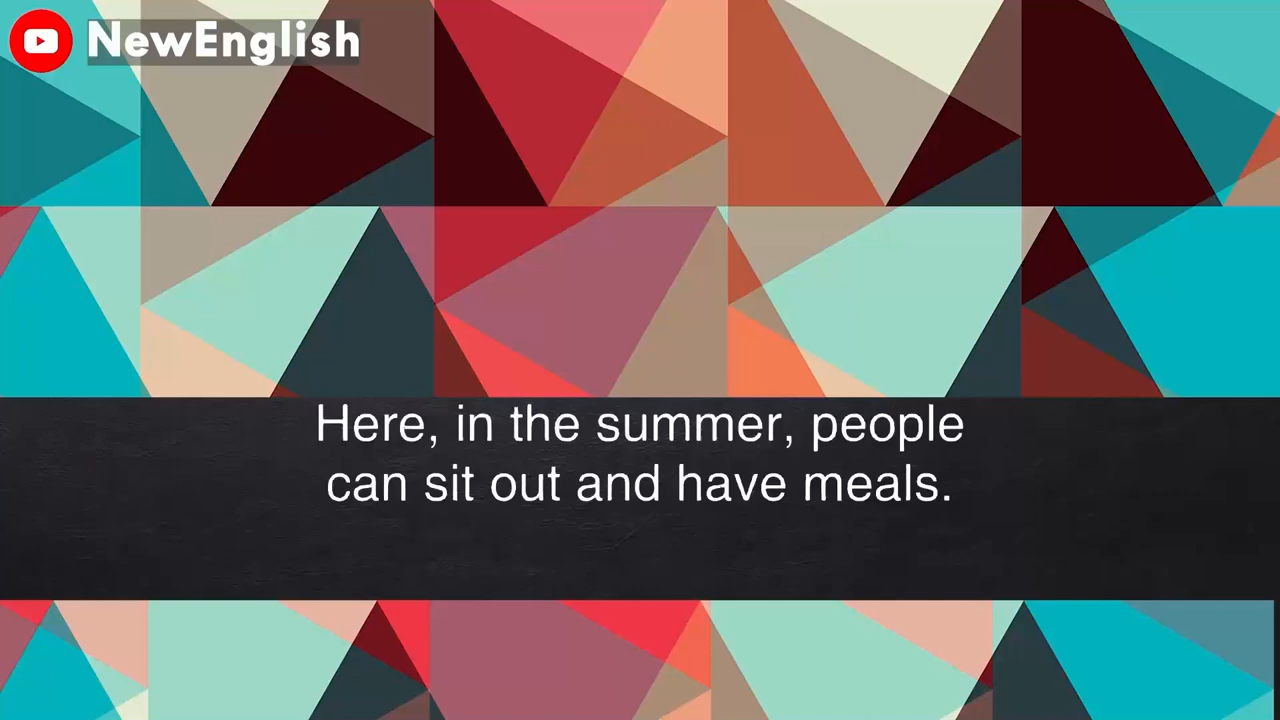 NewEnglish
Here, in the summer, people
can sit out and have meals.